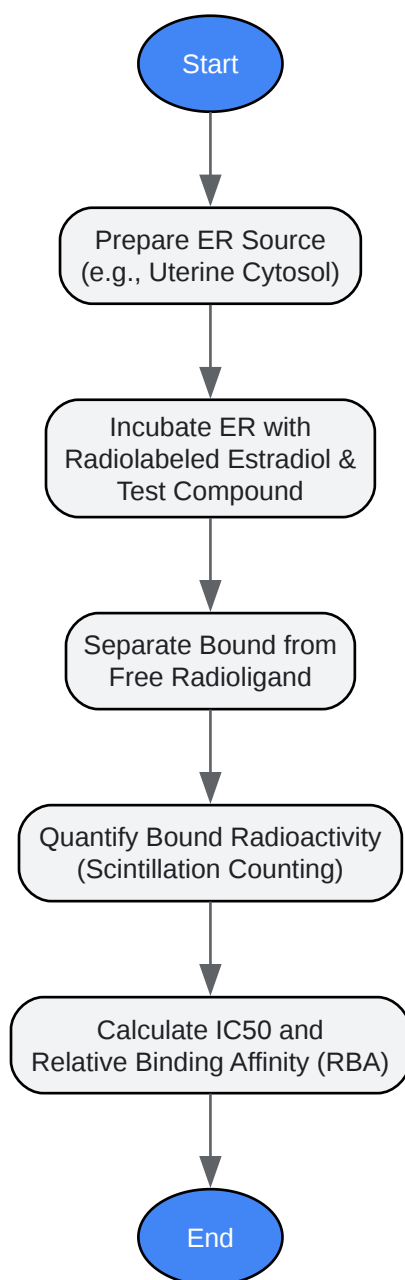 Start
Prepare ER Source
(e.g., Uterine Cytosol)
Incubate ER with
Radiolabeled Estradiol &
Test Compound
Separate Bound from
Free Radioligand
Quantify Bound Radioactivity
(Scintillation Counting)
Calculate IC50 and
Relative Binding Affinity (RBA)
End